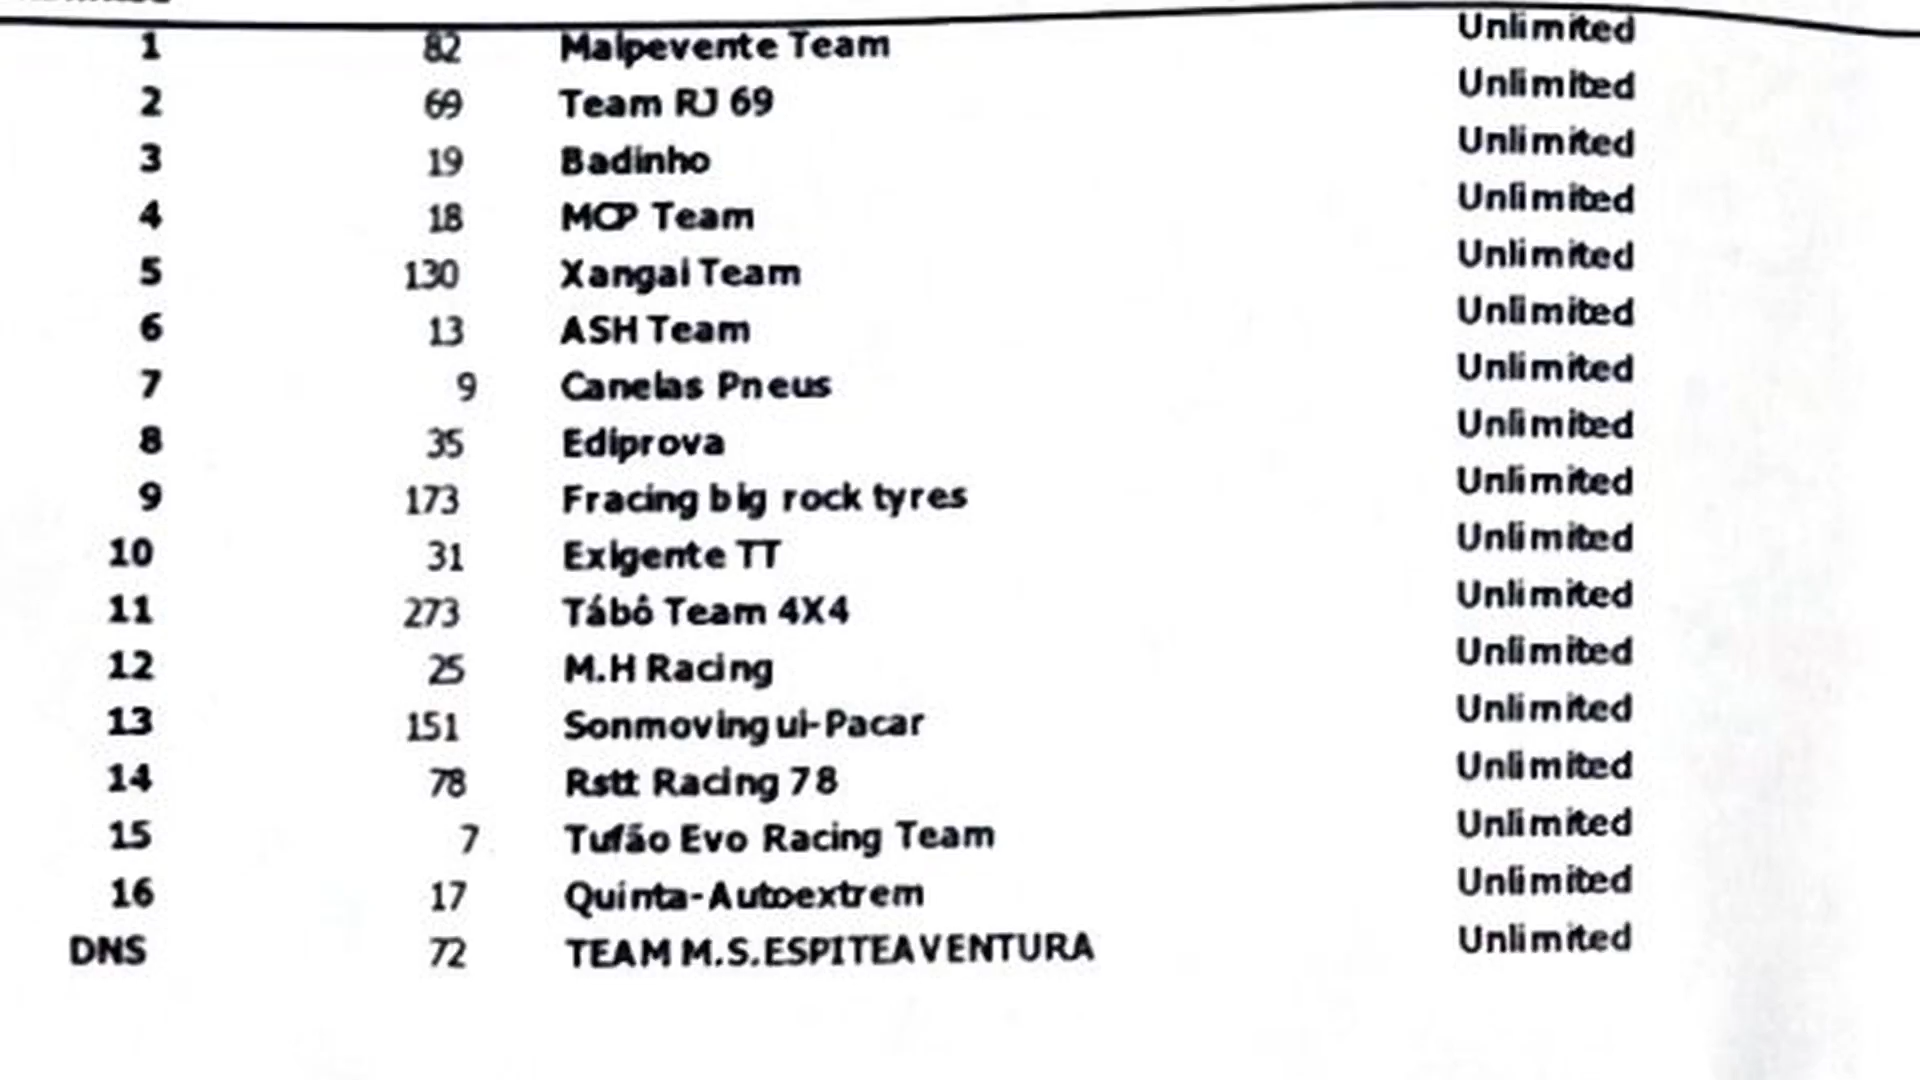 1 82 Malpevente Team Unlimited
2 69 Team RJ 69 Unlimited
3 19 Badinho Unlimited
4 18 MCP Team Unlimited
5 130 Xangai Team Unlimited
6 13 ASH Team Unlimited
7 9 Canelas Pneus Unlimited
8 35 Ediprova Unlimited
9 173 Fracing big rock tyres Unlimited
10 31 Exigente TT Unlimited
11 273 Tábô Team 4X4 Unlimited
12 25 M.H Racing Unlimited
13 151 Sonmovingui-Pacar Unlimited
14 78 Rstt Racing 78 Unlimited
15 7 Tufão Evo Racing Team Unlimited
16 17 Quinta-Autoextrem Unlimited
DNS 72 TEAM M.S.ESPITEAVENTURA Unlimited